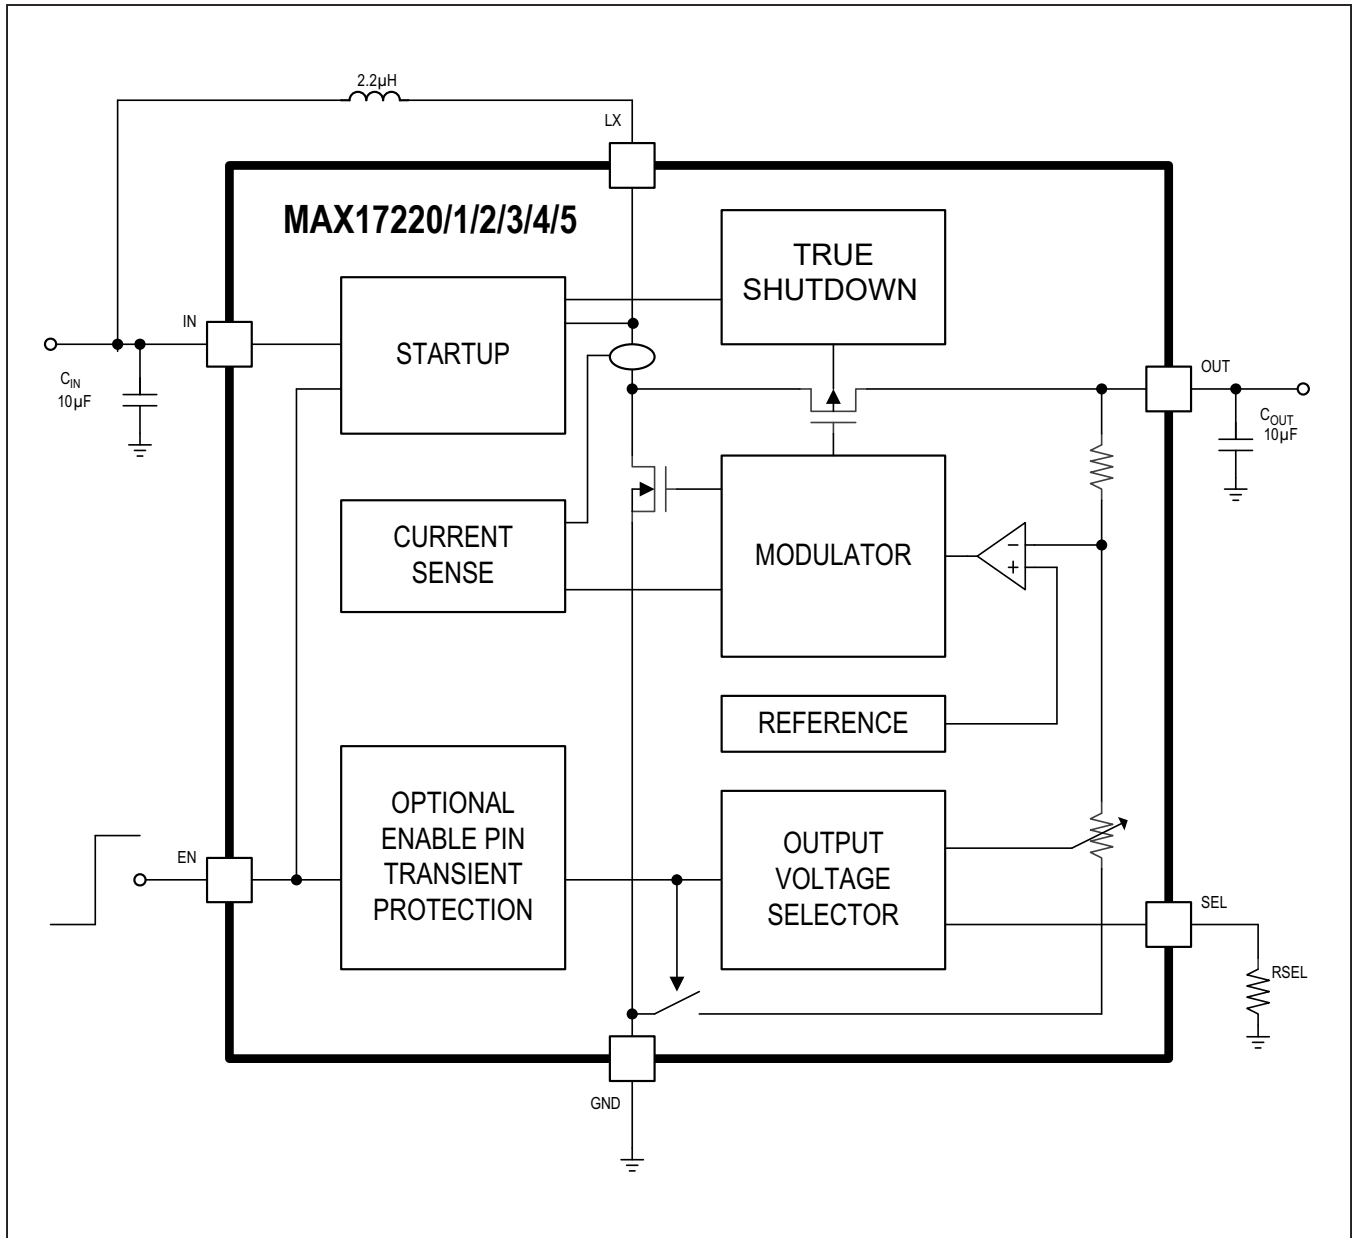 2.2µH
LX
MAX17220/1/2/3/4/5
TRUE
SHUTDOWN
IN
STARTUP
OUT
CIN
10µF
COUT
10µF
CURRENT
SENSE
MODULATOR
−
+
REFERENCE
OPTIONAL
ENABLE PIN
TRANSIENT
PROTECTION
OUTPUT
VOLTAGE
SELECTOR
EN
SEL
RSEL
GND